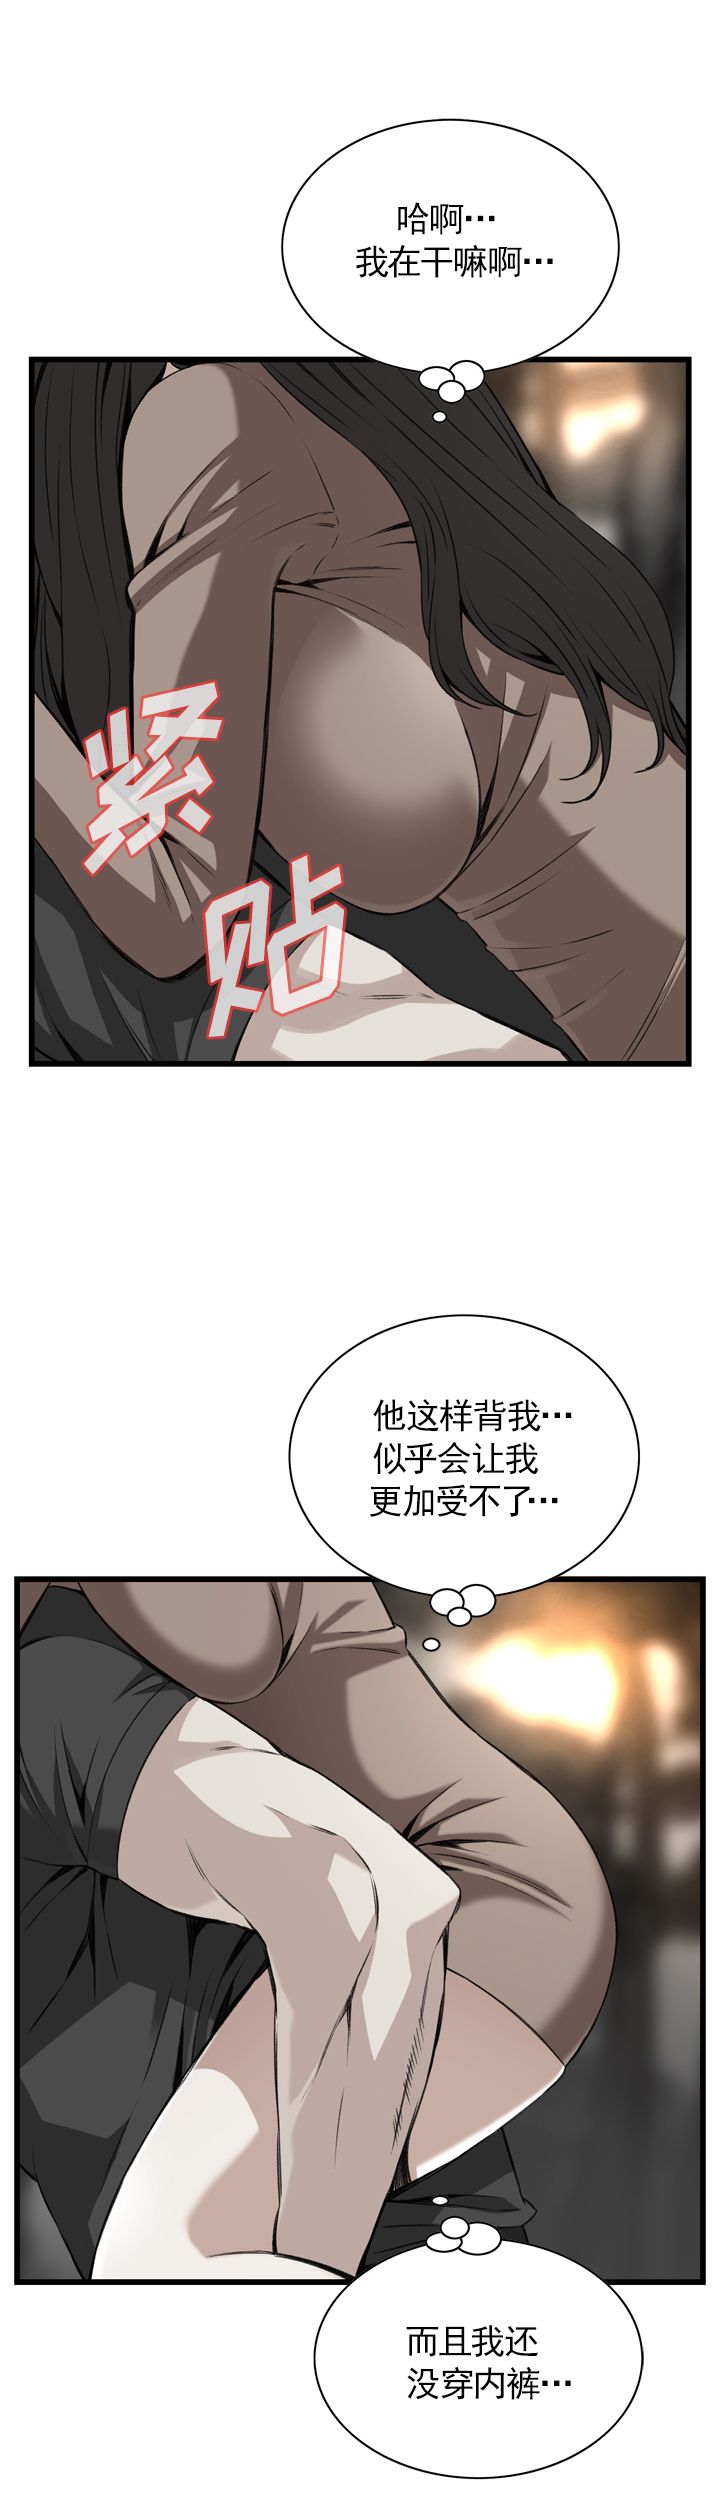 哈啊…
我在干嘛啊…
紧
贴
他这样背我…
似乎会让我
更加受不了…
而且我还
没穿内裤…